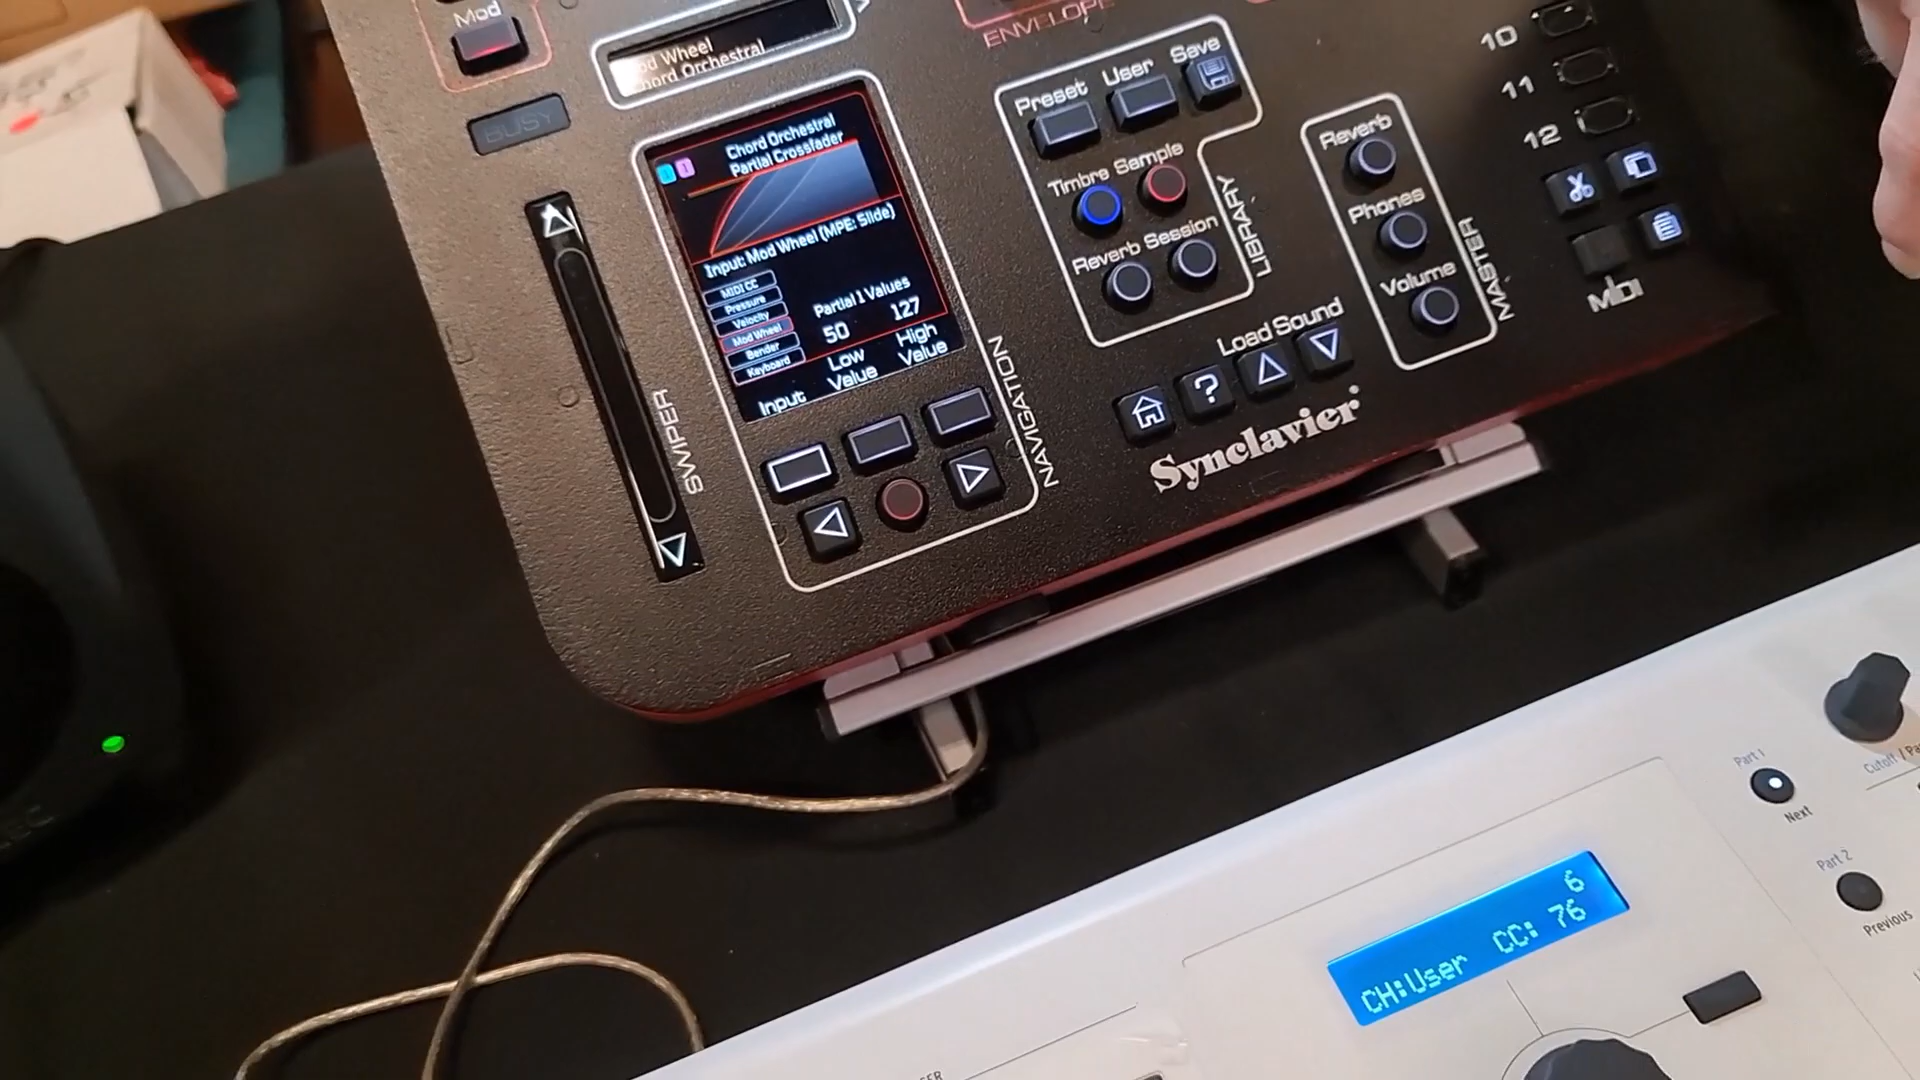 Mod
BUSY
Mod Wheel
Chord Orchestral
ENVELOPE
Chord Orchestral
Partial Crossfader
1
Input: Mod Wheel (MPE: Slide)
MIDI CC
Pressure
Velocity
Mod Wheel
Bender
Keyboard
Partial 1 Values
50
127
Input
Low
Value
High
Value
SWIPER
NAVIGATION
Preset
User
Save
Timbre
Sample
Reverb
Session
LIBRARY
Reverb
Phones
Volume
MASTER
10
11
12
Midi
Load Sound
?
Synclavier
6
CH:User CC: 76
Part 1
Next
Part 2
Previous